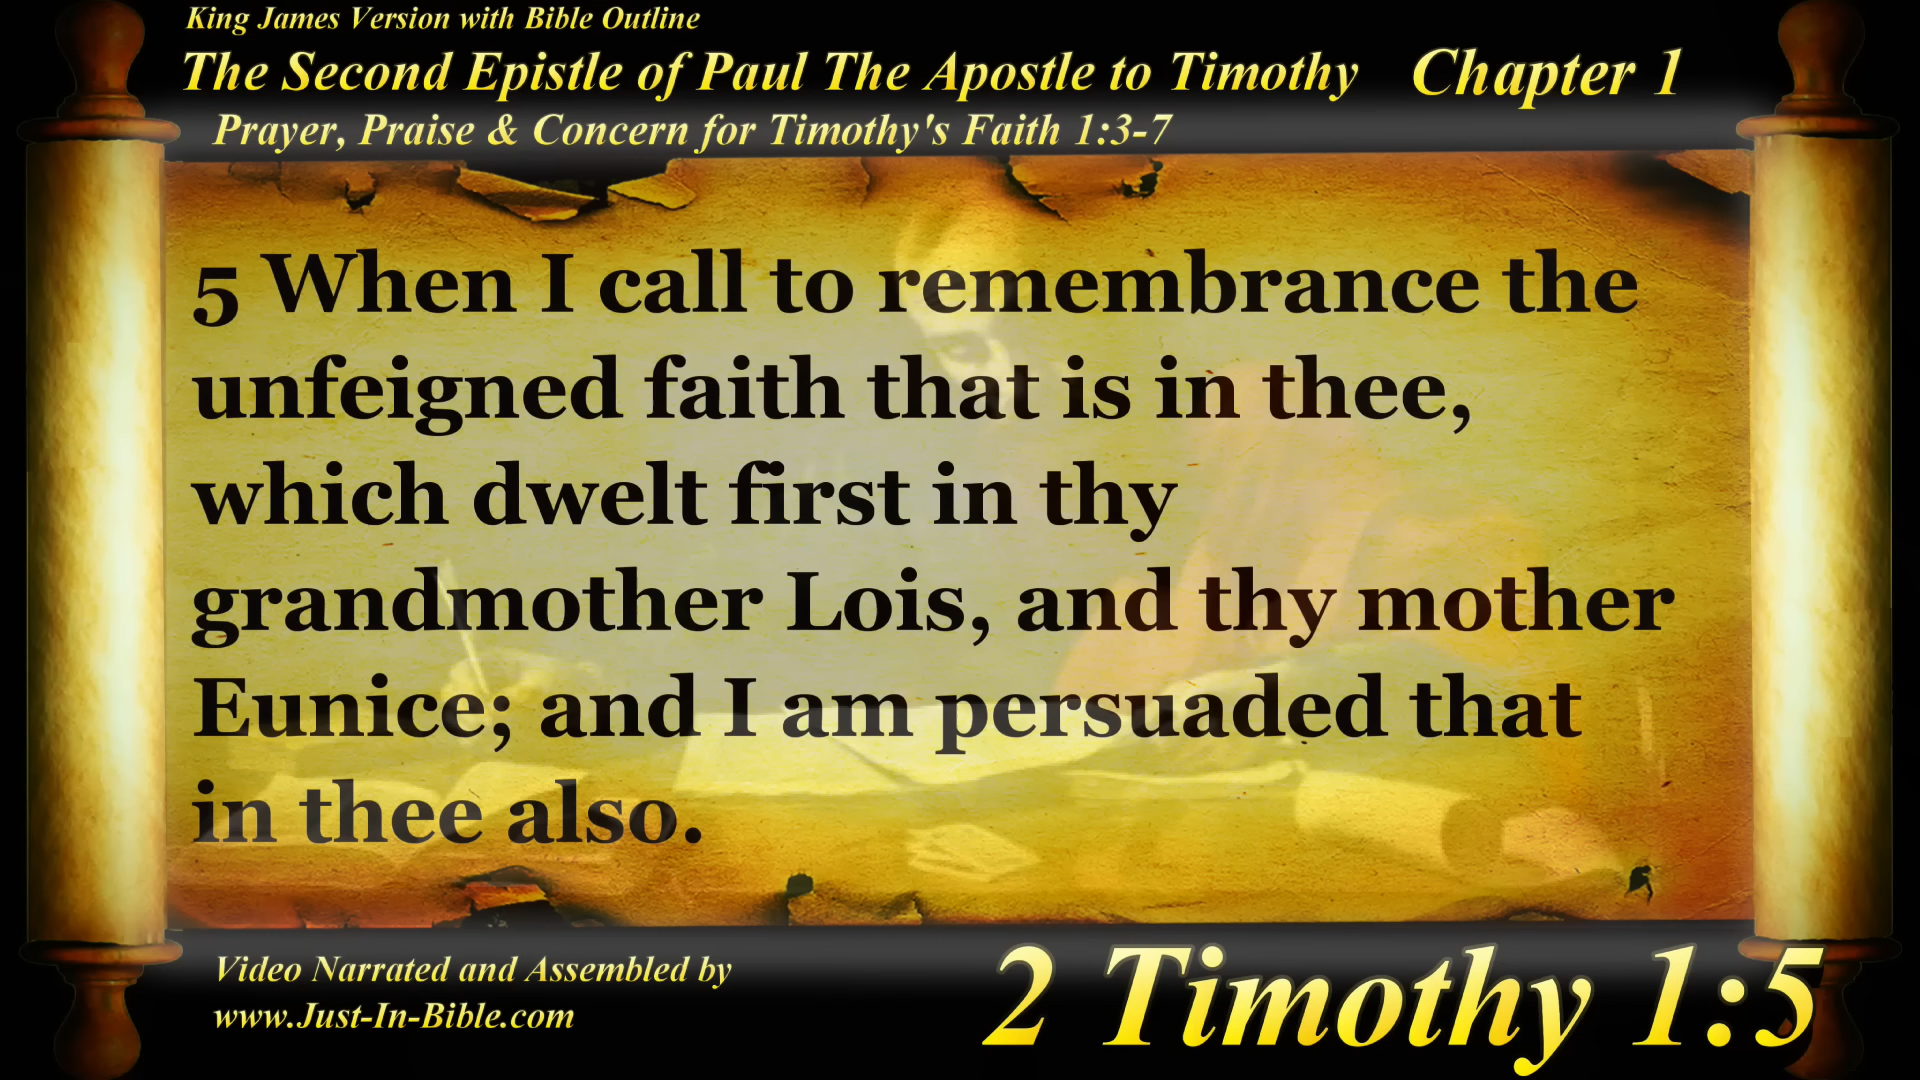 King James Version with Bible Outline
The Second Epistle of Paul The Apostle to Timothy Chapter 1
Prayer, Praise & Concern for Timothy's Faith 1:3-7
5 When I call to remembrance the
unfeigned faith that is in thee,
which dwelt first in thy
grandmother Lois, and thy mother
Eunice; and I am persuaded that
in thee also.
Video Narrated and Assembled by
www.Just-In-Bible.com
2 Timothy 1:5